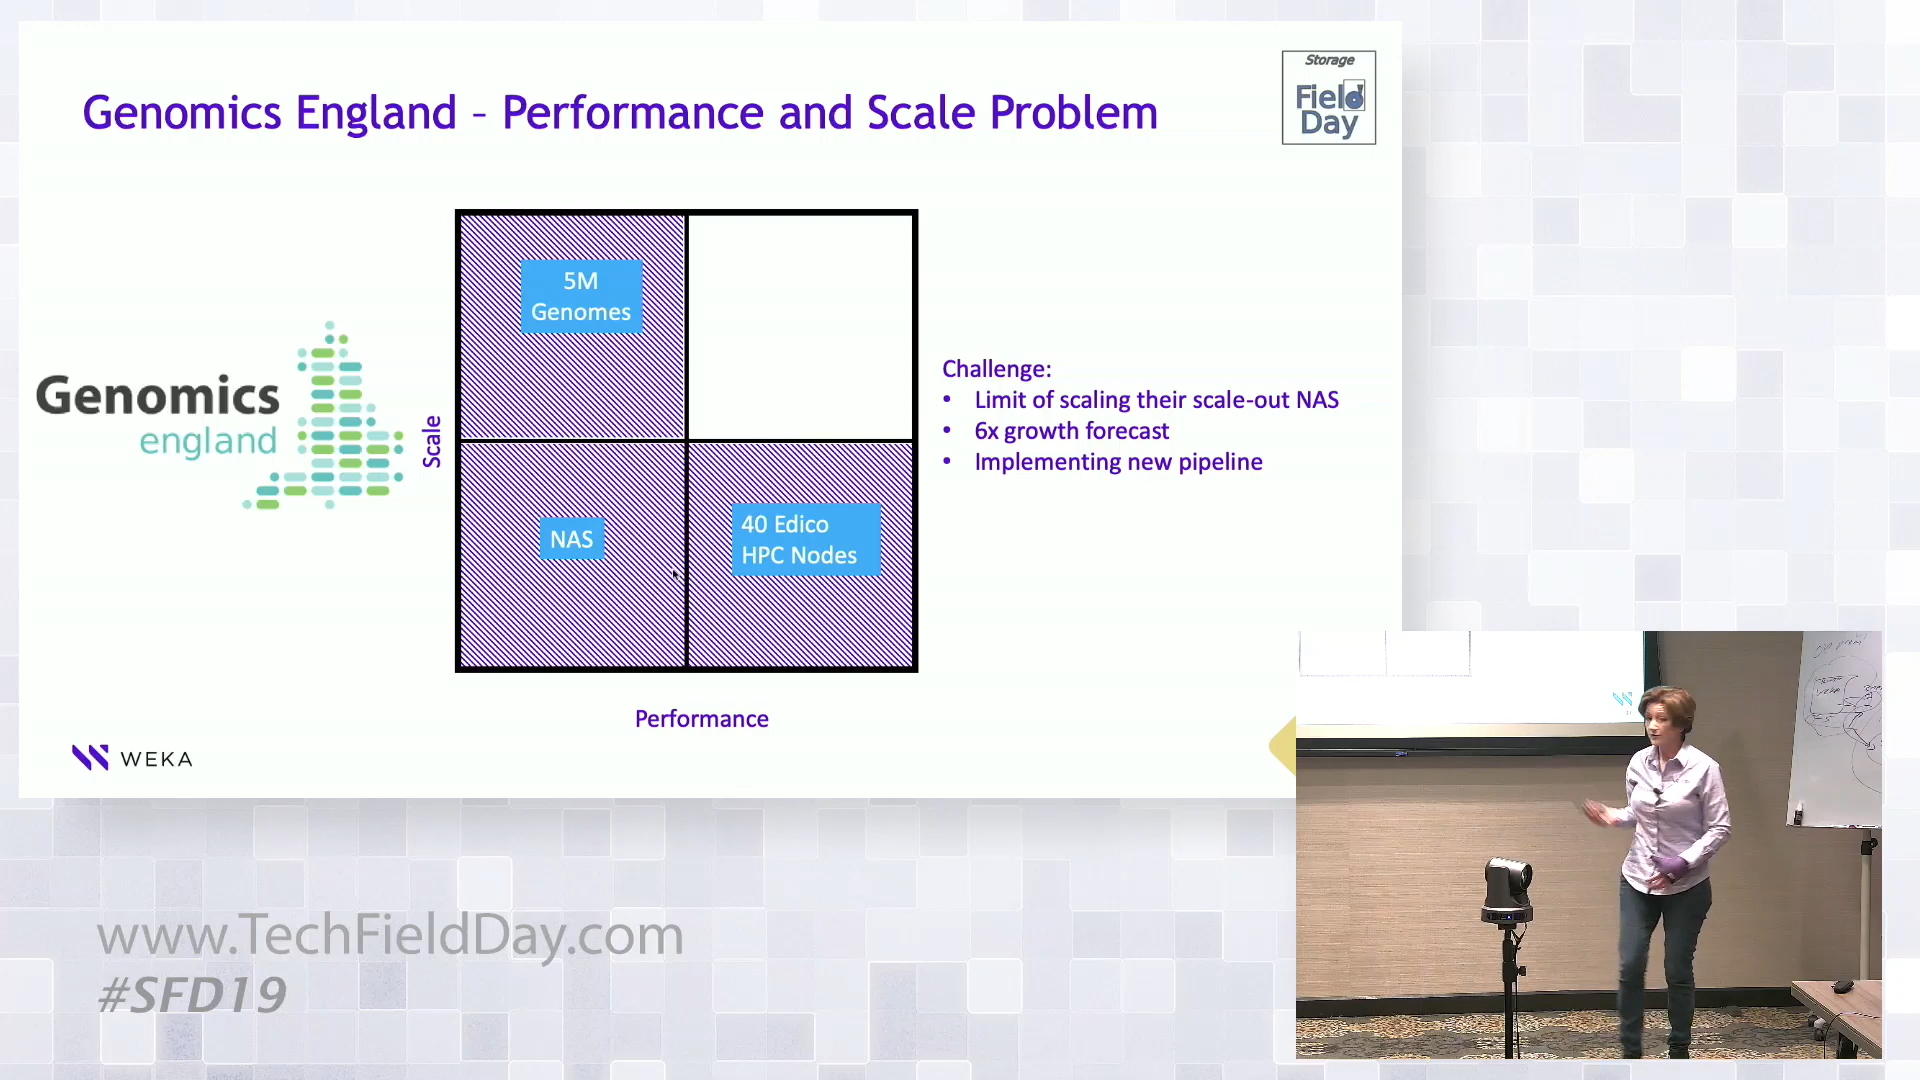 Storage
Field
Day
Genomics England – Performance and Scale Problem
5M
Genomes
Genomics
england
Scale
NAS
40 Edico
HPC Nodes
Performance
Challenge:
• Limit of scaling their scale-out NAS
• 6x growth forecast
• Implementing new pipeline
WEKA
www.TechFieldDay.com
#SFD19